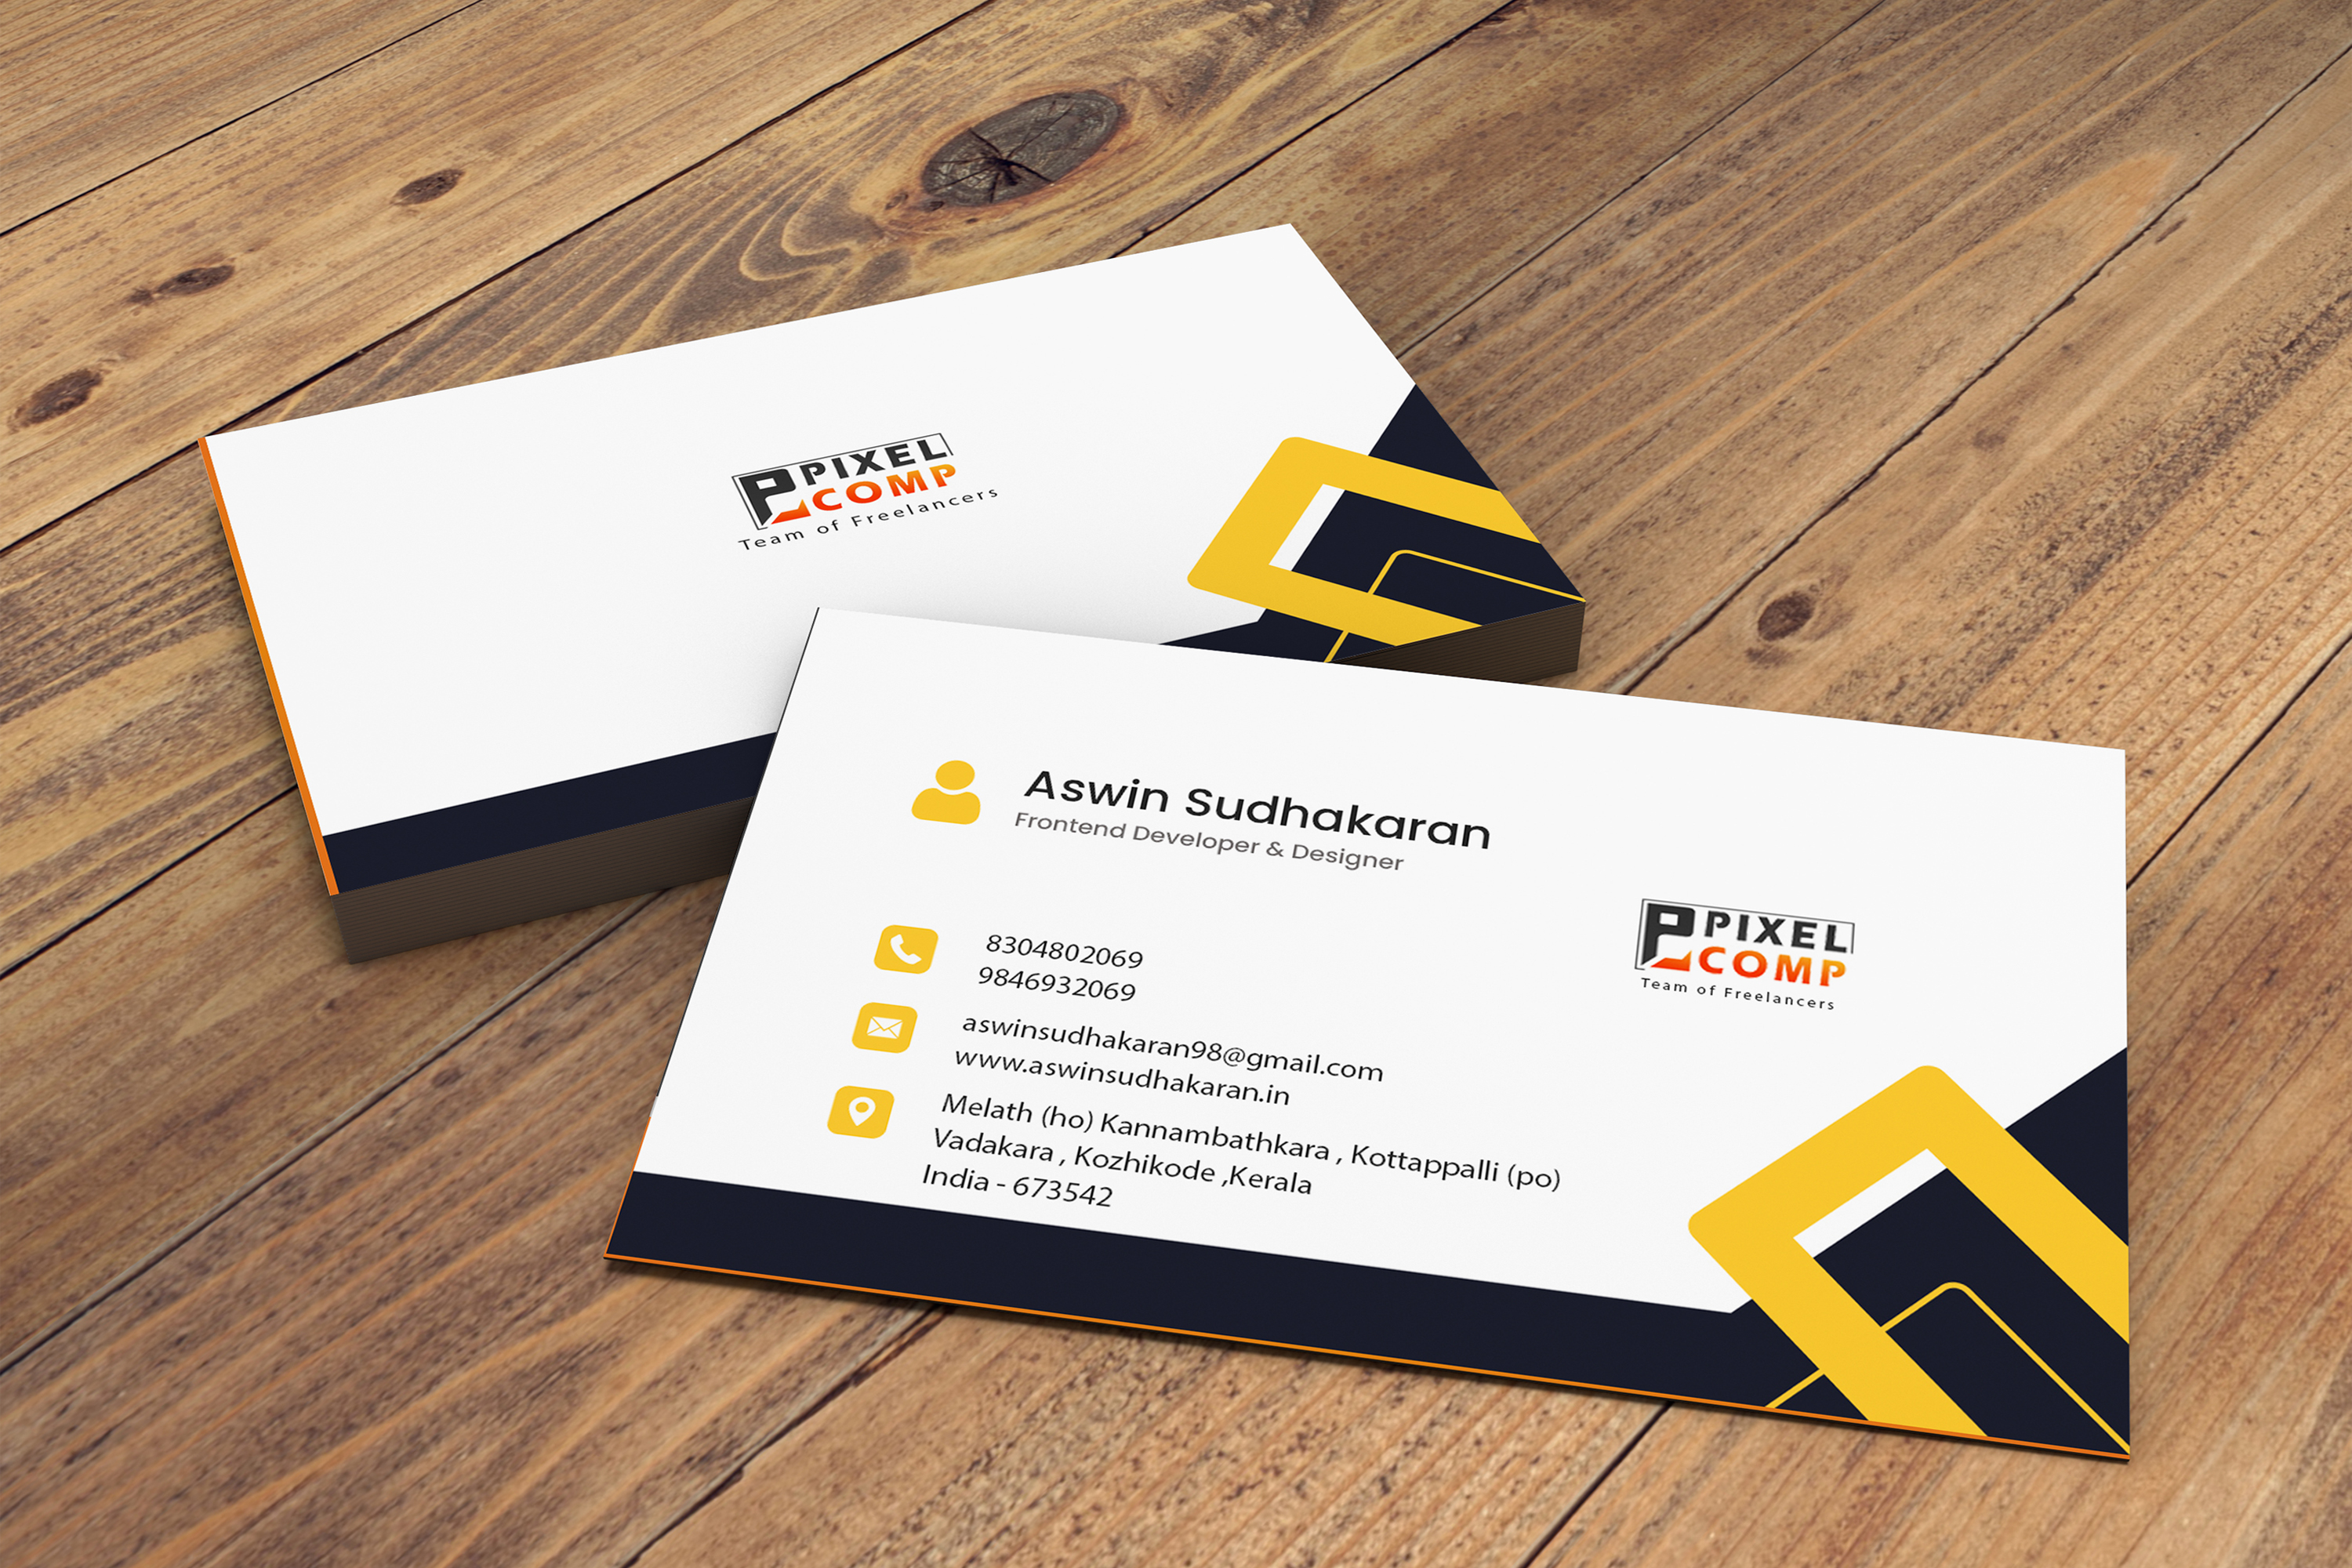 PIXEL
COMP
Team of Freelancers
Aswin Sudhakaran
Frontend Developer & Designer
8304802069
9846932069
aswinsudhakaran98@gmail.com
www.aswinsudhakaran.in
Melath (ho) Kannambathkara , Kottappalli (po)
Vadakara , Kozhikode ,Kerala
India - 673542
PIXEL
COMP
Team of Freelancers